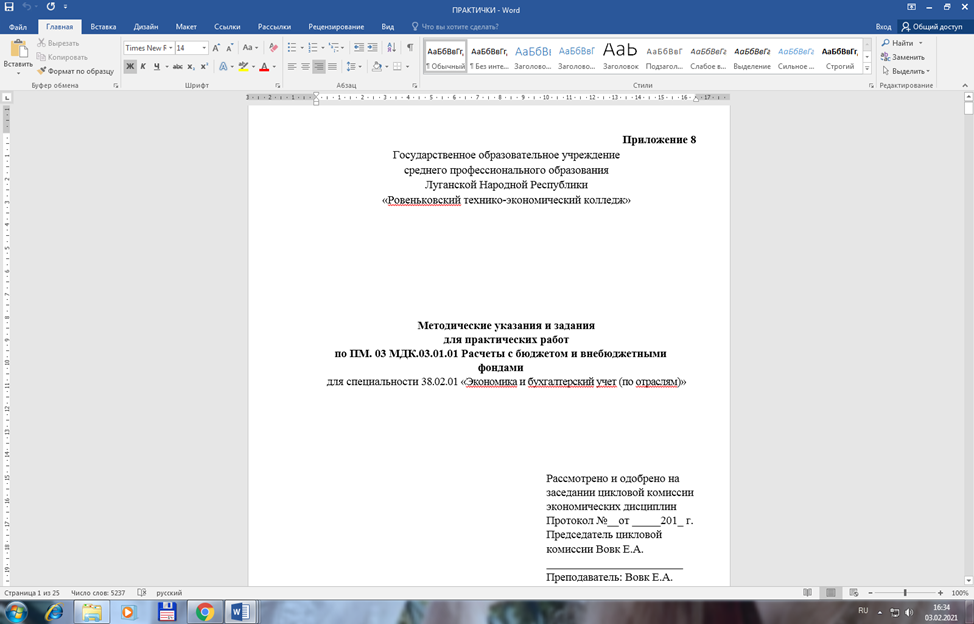 ПРАКТИЧКИ - Word
Файл Главная Вставка Дизайн Макет Ссылки Рассылки Рецензирование Вид Что вы хотите сделать? Вход Общий доступ
Вставить
Вырезать
Копировать
Формат по образцу
Буфер обмена
Times New F 14
Ж К Ч abc x, x²
Шрифт
Абзац
АаБбВвГг, АаБбВвГг, АаБбВı АаБбВвГ АаБ АаБбВвГ АаБбВвГг АаБбВвГг АаБбВвГг АаБбВвГг,
¶ Обычный ¶ Без инте... Заголово... Заголово... Заголовок Подзагол... Слабое в... Выделение Сильное ... Строгий
Стили
Найти
Заменить
Выделить
Редактирование
Приложение 8
Государственное образовательное учреждение
среднего профессионального образования
Луганской Народной Республики
«Ровеньковский технико-экономический колледж»
Методические указания и задания
для практических работ
по ПМ. 03 МДК.03.01.01 Расчеты с бюджетом и внебюджетными
фондами
для специальности 38.02.01 «Экономика и бухгалтерский учет (по отраслям)»
Рассмотрено и одобрено на
заседании цикловой комиссии
экономических дисциплин
Протокол №__от _____201_ г.
Председатель цикловой
комиссии Вовк Е.А.
_________________________
Преподаватель: Вовк Е.А.
Страница 1 из 25 Число слов: 5237 русский 100%
RU 16:34
03.02.2021